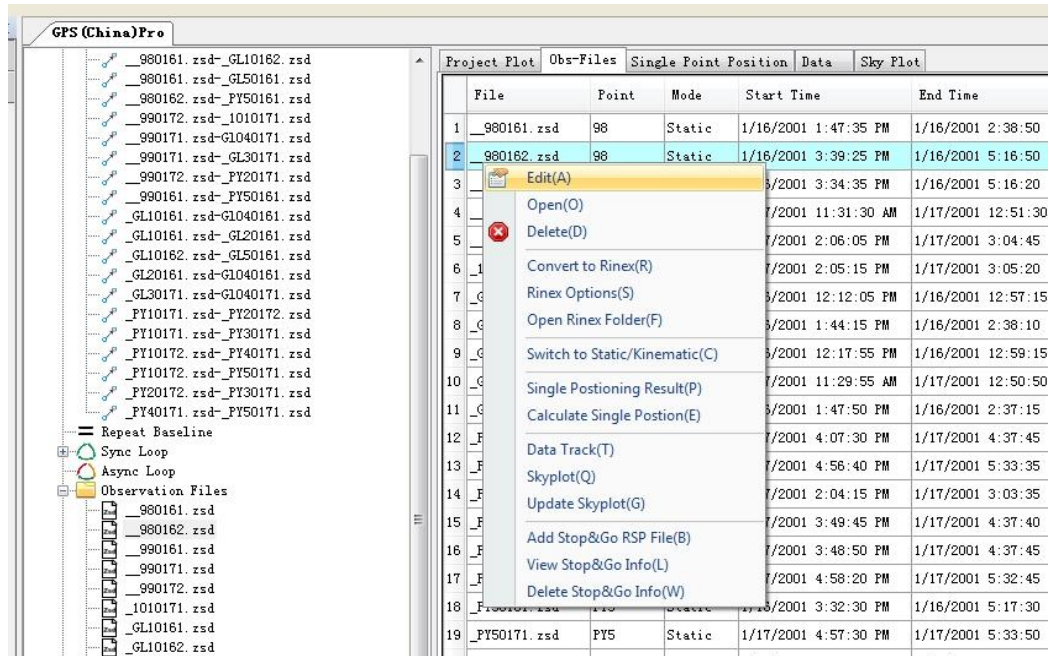 GPS(China)Pro
__980161.zsd-_GL10162.zsd
__980161.zsd-_GL50161.zsd
__980162.zsd-_PY50161.zsd
__990172.zsd-_1010171.zsd
__990171.zsd-GL040171.zsd
__990171.zsd-_GL30171.zsd
__990172.zsd-_PY20171.zsd
__990161.zsd-_PY50161.zsd
_GL10161.zsd-GL040161.zsd
_GL10161.zsd-_GL20161.zsd
_GL10162.zsd-_GL50161.zsd
_GL20161.zsd-GL040161.zsd
_GL30171.zsd-GL040171.zsd
_PY10171.zsd-_PY20172.zsd
_PY10171.zsd-_PY30171.zsd
_PY10172.zsd-_PY40171.zsd
_PY10172.zsd-_PY50171.zsd
_PY20172.zsd-_PY30171.zsd
_PY40171.zsd-_PY50171.zsd
Repeat Baseline
Sync Loop
Async Loop
Observation Files
__980161.zsd
__980162.zsd
__990161.zsd
__990171.zsd
__990172.zsd
_1010171.zsd
_GL10161.zsd
_GL10162.zsd
Project Plot Obs-Files Single Point Position Data Sky Plot
File Point Mode Start Time End Time
1 __980161.zsd 98 Static 1/16/2001 1:47:35 PM 1/16/2001 2:38:50
2 __980162.zsd 98 Static 1/16/2001 3:39:25 PM 1/16/2001 5:16:50
3 /2001 3:34:35 PM 1/16/2001 5:16:20
4 /2001 11:31:30 AM 1/17/2001 12:51:30
5 /2001 2:06:05 PM 1/17/2001 3:04:45
6 /2001 2:05:15 PM 1/17/2001 3:05:20
7 /2001 12:12:05 PM 1/16/2001 12:57:15
8 /2001 1:44:15 PM 1/16/2001 2:38:10
9 /2001 12:17:55 PM 1/16/2001 12:59:15
10 /2001 11:29:55 AM 1/17/2001 12:50:50
11 /2001 1:47:50 PM 1/16/2001 2:37:15
12 /2001 4:07:30 PM 1/17/2001 4:37:45
13 /2001 4:56:40 PM 1/17/2001 5:33:35
14 /2001 2:04:15 PM 1/17/2001 3:03:35
15 /2001 3:49:45 PM 1/17/2001 4:37:40
16 /2001 3:48:50 PM 1/17/2001 4:37:45
17 /2001 4:58:20 PM 1/17/2001 5:32:45
18 /2001 3:32:30 PM 1/16/2001 5:17:30
19 _PY50171.zsd PY5 Static 1/17/2001 4:57:30 PM 1/17/2001 5:33:50
Edit(A)
Open(O)
Delete(D)
Convert to Rinex(R)
Rinex Options(S)
Open Rinex Folder(F)
Switch to Static/Kinematic(C)
Single Postioning Result(P)
Calculate Single Postion(E)
Data Track(T)
Skyplot(Q)
Update Skyplot(G)
Add Stop&Go RSP File(B)
View Stop&Go Info(L)
Delete Stop&Go Info(W)